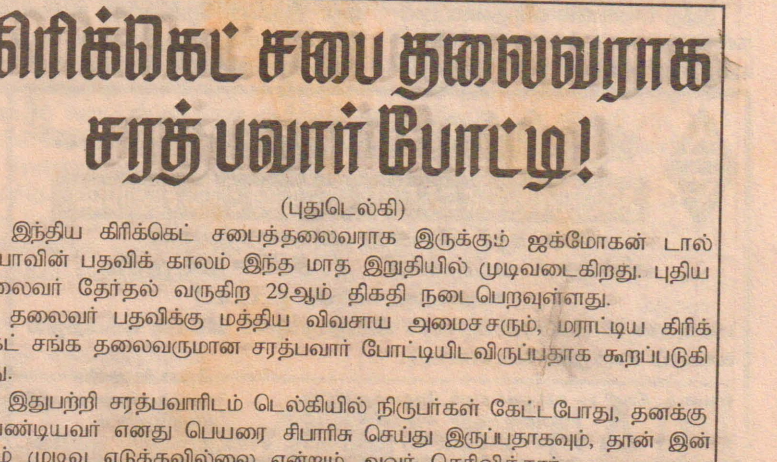 கிரிக்கெட் சபை தலைவராக
சரத் பவார் போட்டி!
(புதுடெல்கி)
இந்திய கிரிக்கெட் சபைத்தலைவராக இருக்கும் ஜக்மோகன் டால்
யாவின் பதவிக் காலம் இந்த மாத இறுதியில் முடிவடைகிறது. புதிய
லைவர் தேர்தல் வருகிற 29ஆம் திகதி நடைபெறவுள்ளது.
தலைவர் பதவிக்கு மத்திய விவசாய அமைசசரும், மராட்டிய கிரிக்
கட் சங்க தலைவருமான சரத்பவார் போட்டியிடவிருப்பதாக கூறப்படுகி
து.
இதுபற்றி சரத்பவாரிடம் டெல்கியில் நிருபர்கள் கேட்டபோது, தனக்கு
ண்டியவர் எனது பெயரை சிபாரிசு செய்து இருப்பதாகவும், தான் இன்
ம் முடிவு எடுக்கவில்லை என்றும் அவர் தெரிவித்தார்